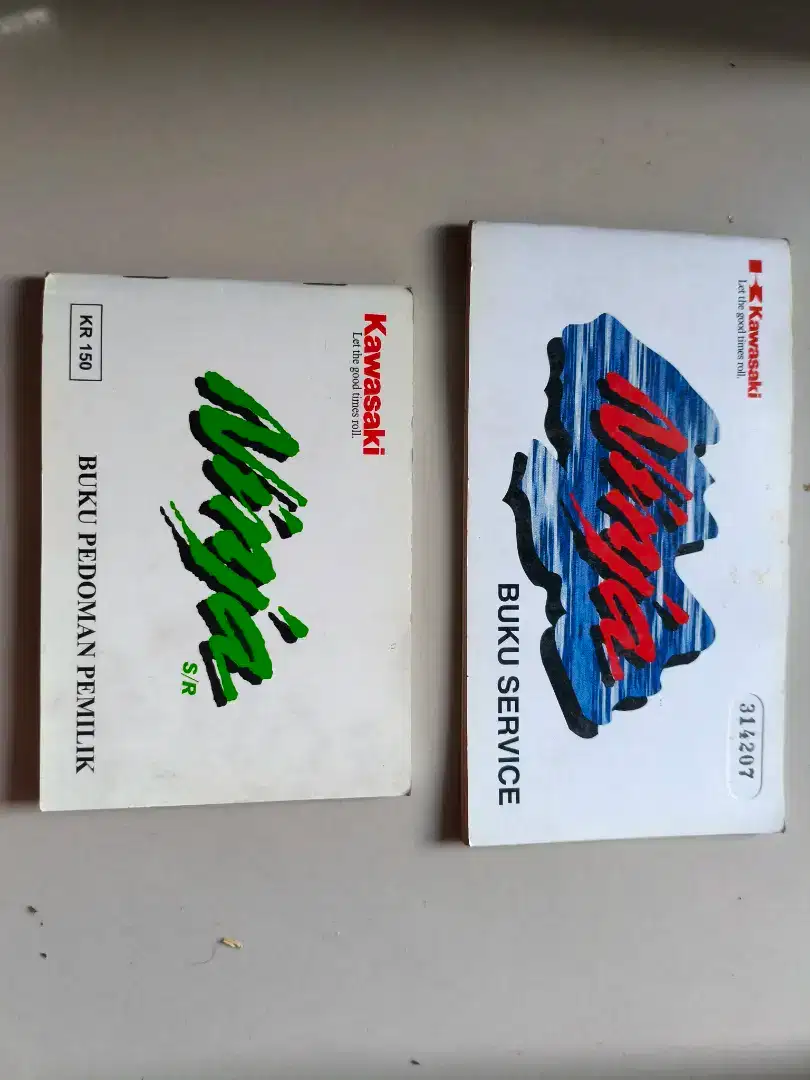 Kawasaki
Let the good times roll.
Ninja
S/R
KR 150
BUKU PEDOMAN PEMILIK
Kawasaki
Let the good times roll.
314207
Ninja
BUKU SERVICE